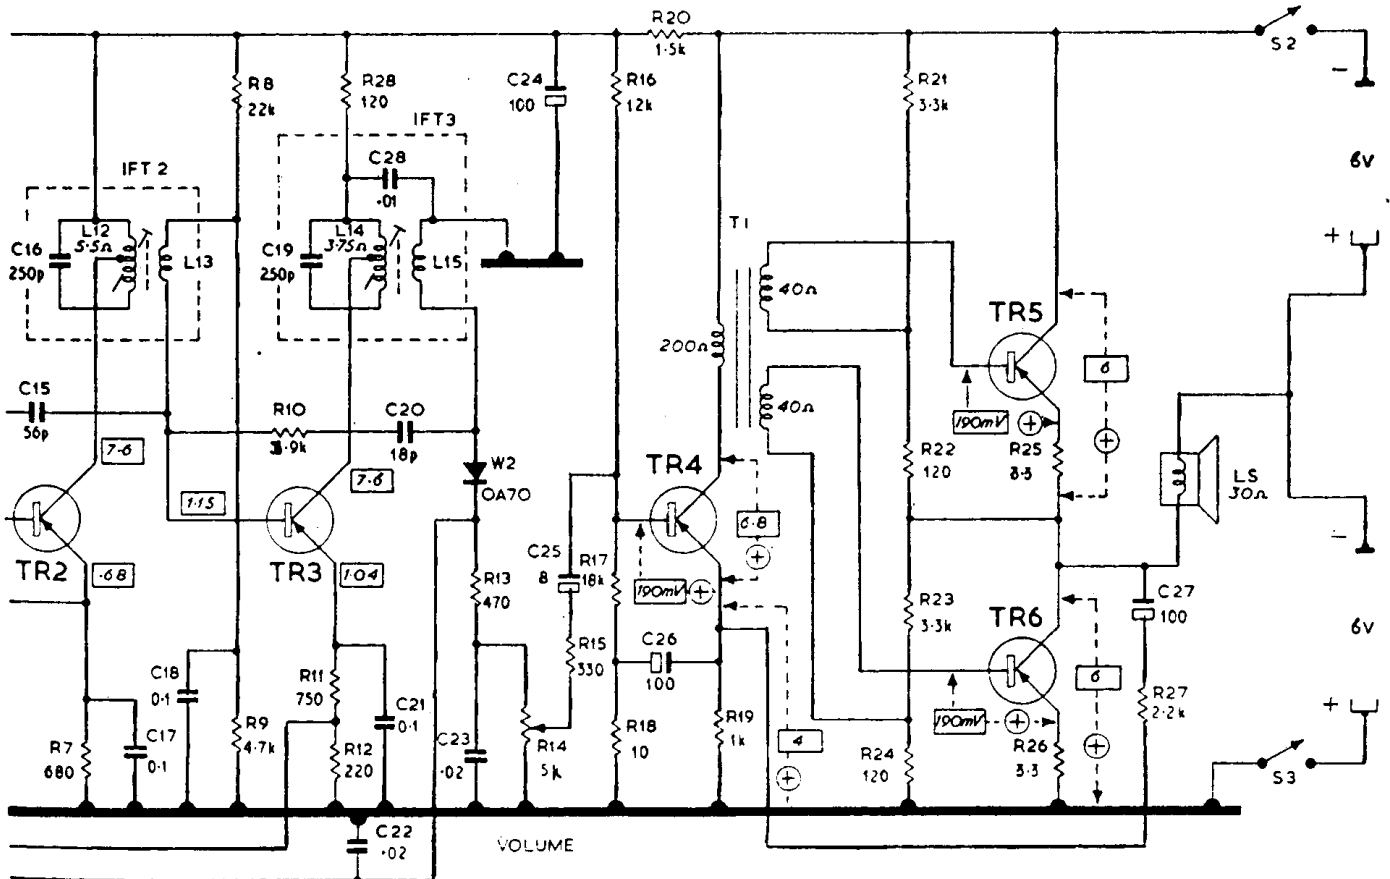 R20
1.5k
S2
R8
22k
R28
120
C24
100
R16
12k
R21
3.3k
IFT3
IFT 2
C28
.01
6V
L12
5.5Ω
C16
250p
L13
L14
3.75Ω
C19
250p
L15
T1
+
-
40Ω
200Ω
40Ω
TR5
6
190mV
+
+
C15
56p
R10
3.9k
C20
18p
7.6
7.6
W2
OA70
TR4
R22
120
R25
3.3
LS
30Ω
1.15
6.8
+
TR2
.68
TR3
1.04
R13
470
C25
8
R17
18k
190mV
+
-
C27
100
R23
3.3k
TR6
R15
330
C26
100
6V
C18
0.1
R11
750
C21
0.1
6
R27
2.2k
R7
680
C17
0.1
R9
4.7k
R12
220
C23
.02
R14
5k
R18
10
R19
1k
4
+
R24
120
190mV
+
R26
3.3
+
+
S3
C22
.02
VOLUME